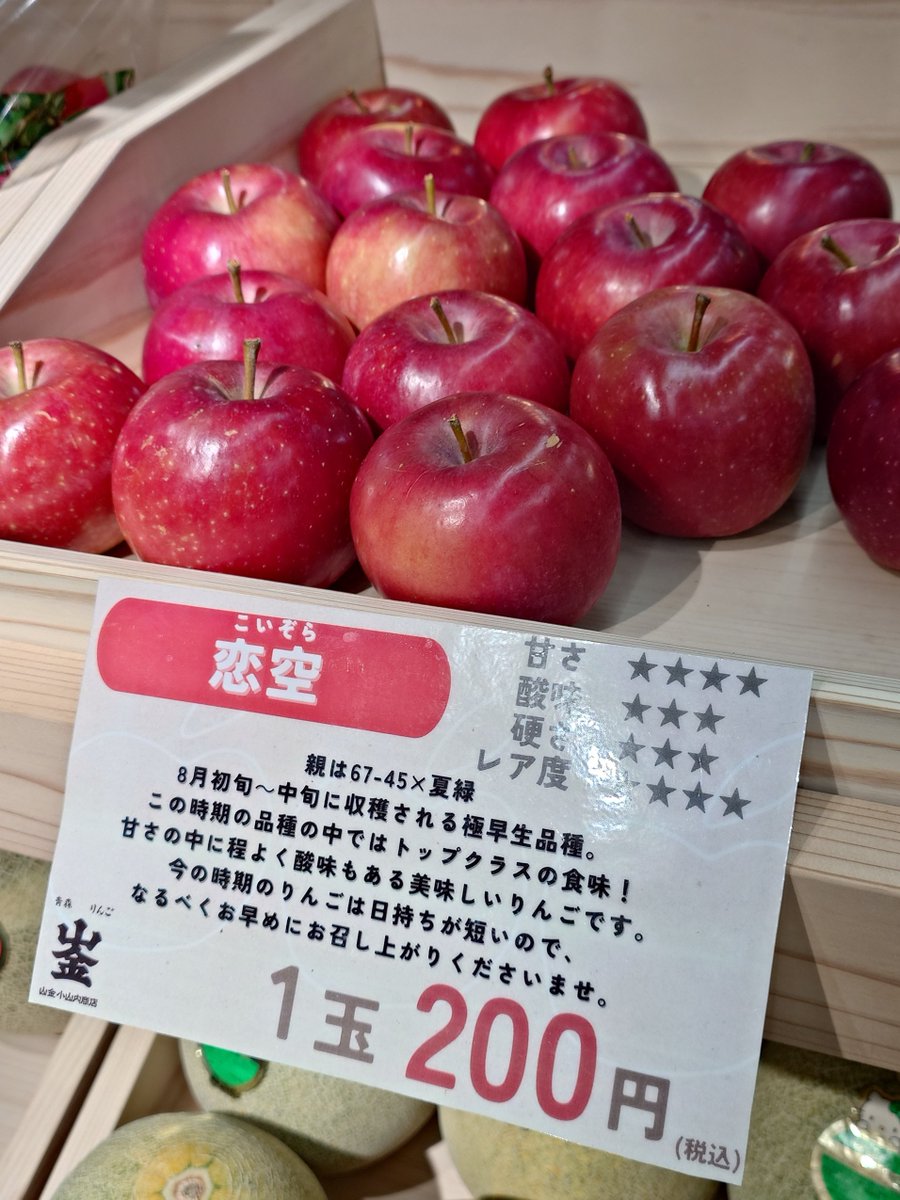 こいぞら
恋空
甘さ ★★★★
酸味 ★★★
硬さ ★★★
レア度 ★★★★
親は67-45×夏緑
8月初旬～中旬に収穫される極早生品種。
この時期の品種の中ではトップクラスの食味！
甘さの中に程よく酸味もある美味しいりんごです。
今の時期のりんごは日持ちが短いので、
なるべくお早めにお召し上がりくださいませ。
青森 りんご
山金
山金小山内商店
1玉 200円
(税込)